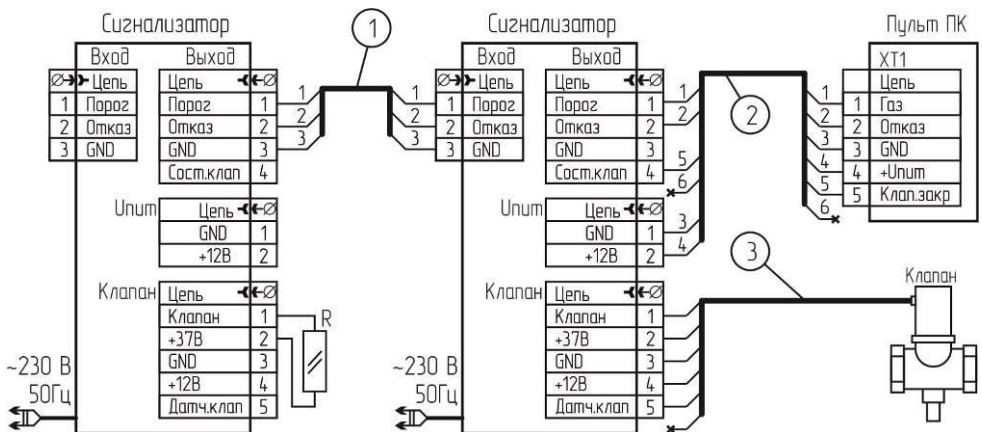 Сигнализатор
1
Сигнализатор
Пульт ПК
Вход
Выход
Вход
Выход
XT1
Цепь
Цепь
Цепь
Цепь
Цепь
1 Порог
Порог 1
1
1
1 Порог
Порог 1
1
1
1 Газ
2 Отказ
Отказ 2
2
2
2 Отказ
Отказ 2
2
2
2
2 Отказ
3 GND
GND 3
3
3
3 GND
GND 3
3
3 GND
Сост.клап 4
Сост.клап 4
5
4
4 +Uпит
6
5
5 Клап.закр
6
Uпит
Цепь
Uпит
Цепь
GND 1
GND 1
3
+12В 2
+12В 2
4
3
Клапан
Клапан
Цепь
Клапан
Цепь
Клапан 1
R
Клапан 1
+37В 2
+37В 2
GND 3
GND 3
+12В 4
+12В 4
Датч.клап 5
Датч.клап 5
~230 В
50Гц
~230 В
50Гц